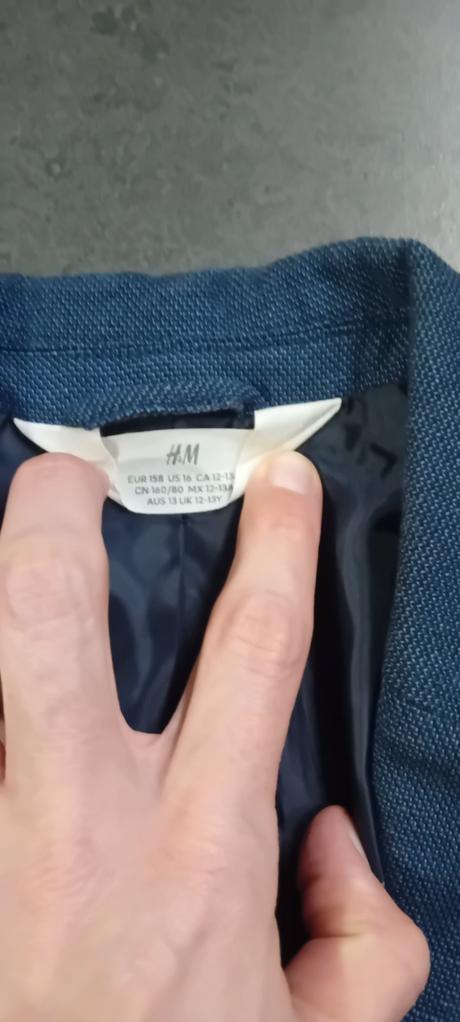 H&M
EUR 158 US 16 CA 12-13
CN 160/80 MX 12-13A
AUS 13 UK 12-13Y